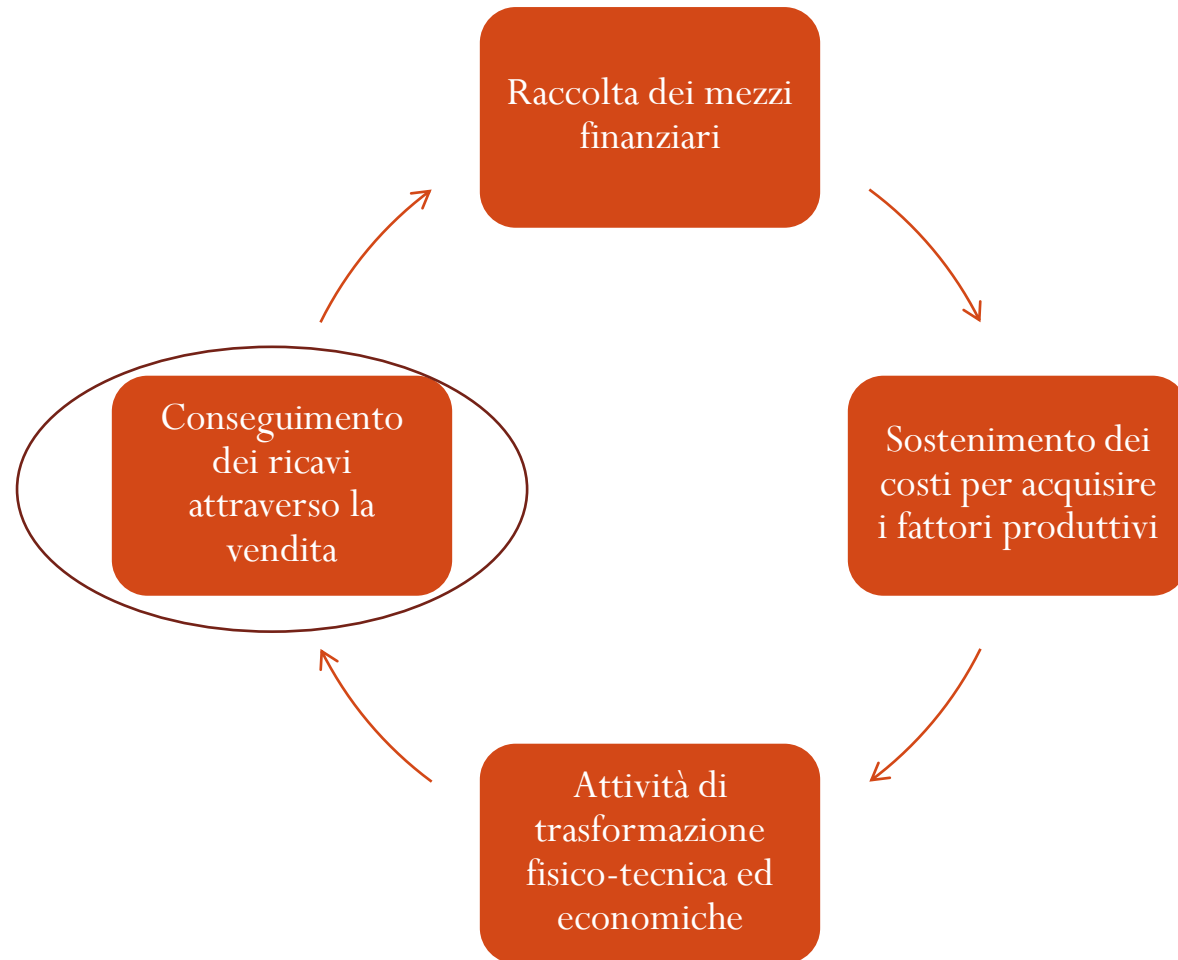 Raccolta dei mezzi
finanziari
Sostenimento dei
costi per acquisire
i fattori produttivi
Attività di
trasformazione
fisico-tecnica ed
economiche
Conseguimento
dei ricavi
attraverso la
vendita